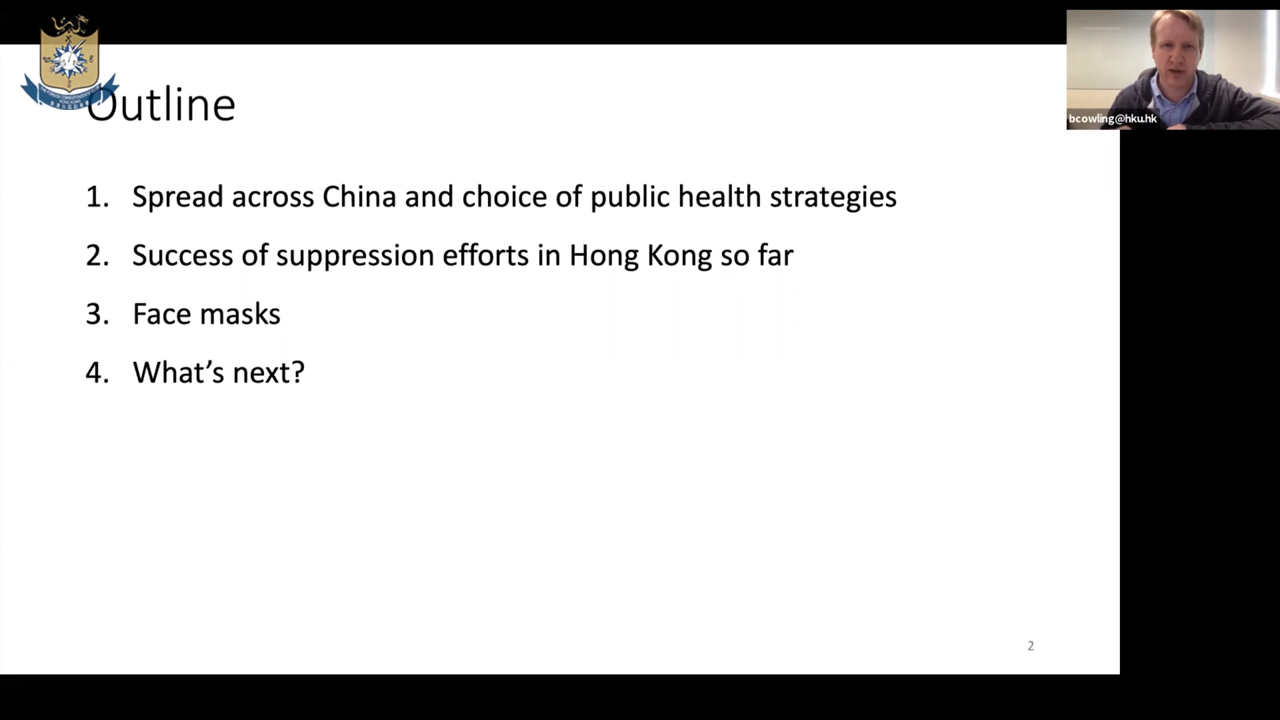 Outline
1. Spread across China and choice of public health strategies
2. Success of suppression efforts in Hong Kong so far
3. Face masks
4. What's next?
2
bcowling@hku.hk